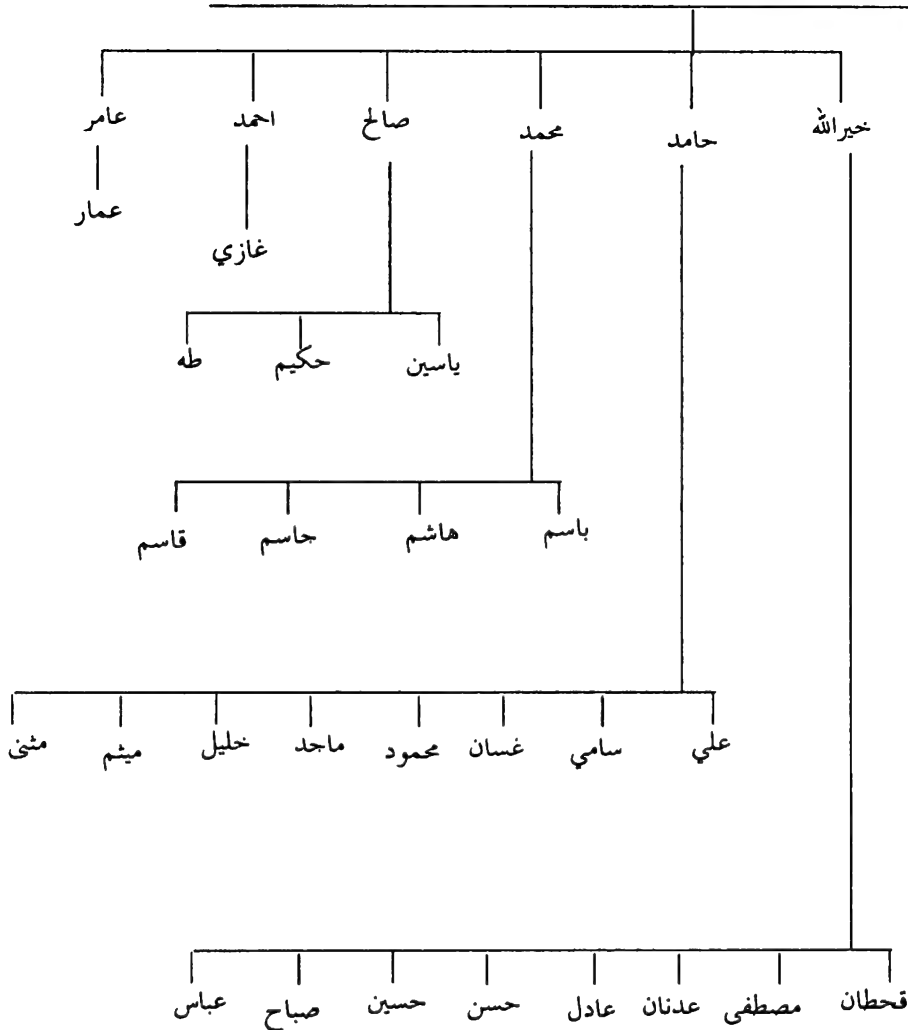 خيرالله حامد محمد صالح احمد عامر
عمار
غازي
ياسين حكيم طه
باسم هاشم جاسم قاسم
علي سامي غسان محمود ماجد خليل ميثم مثنى
قحطان مصطفى عدنان عادل حسن حسين صباح عباس